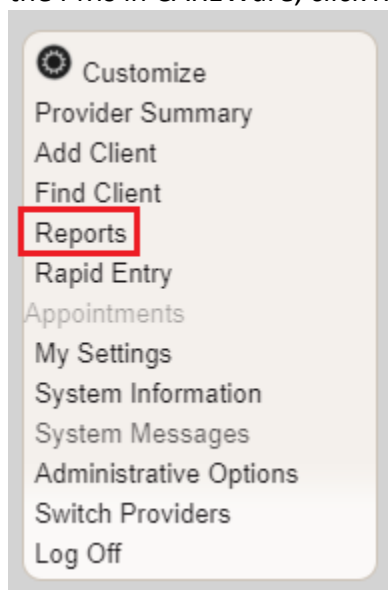 Customize
Provider Summary
Add Client
Find Client
Reports
Rapid Entry
Appointments
My Settings
System Information
System Messages
Administrative Options
Switch Providers
Log Off